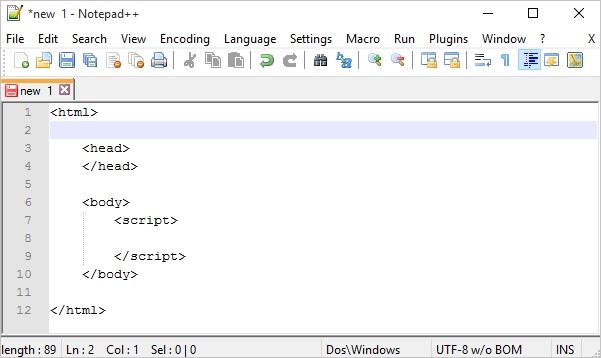 *new 1 - Notepad++
File Edit Search View Encoding Language Settings Macro Run Plugins Window ? X
new 1
1 <html>
2
3 <head>
4 </head>
5
6 <body>
7 <script>
8
9 </script>
10 </body>
11
12 </html>
length : 89 Ln : 2 Col : 1 Sel : 0 | 0 Dos\Windows UTF-8 w/o BOM INS